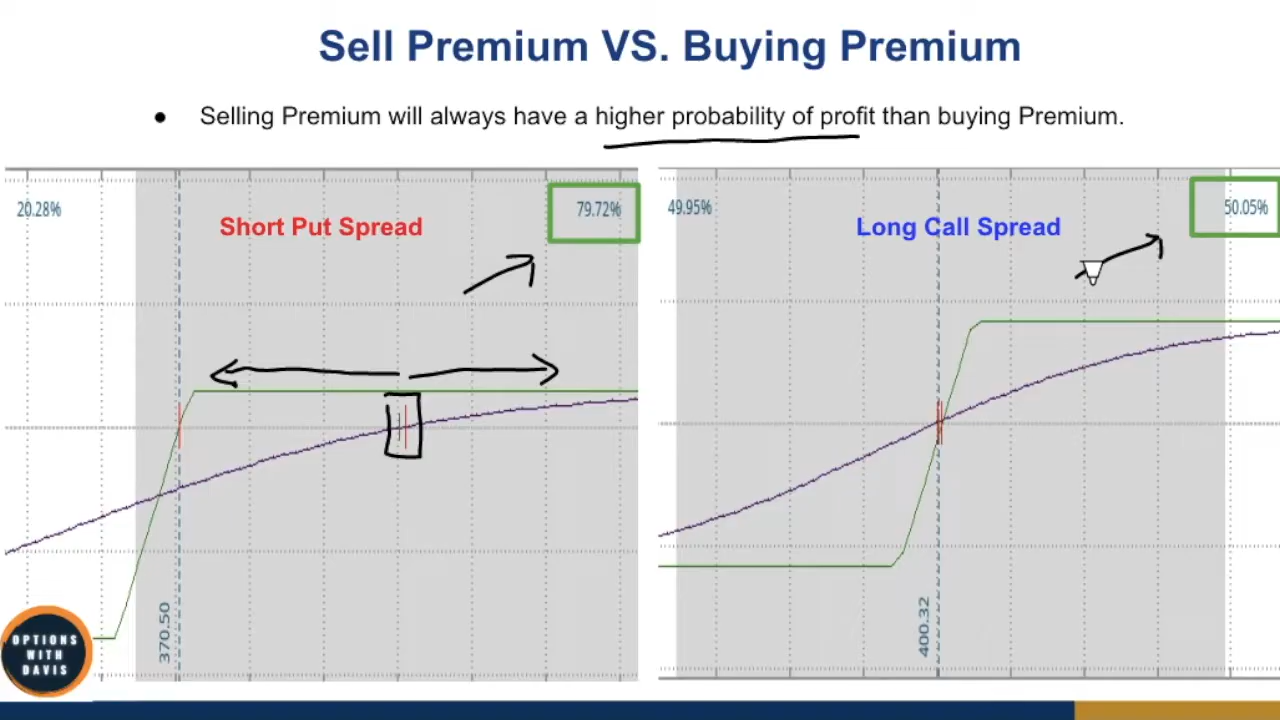 Sell Premium VS. Buying Premium
● Selling Premium will always have a higher probability of profit than buying Premium.
20.28%
79.72%
Short Put Spread
370.50
49.95%
50.05%
Long Call Spread
400.32
OPTIONS
WITH
DAVIS